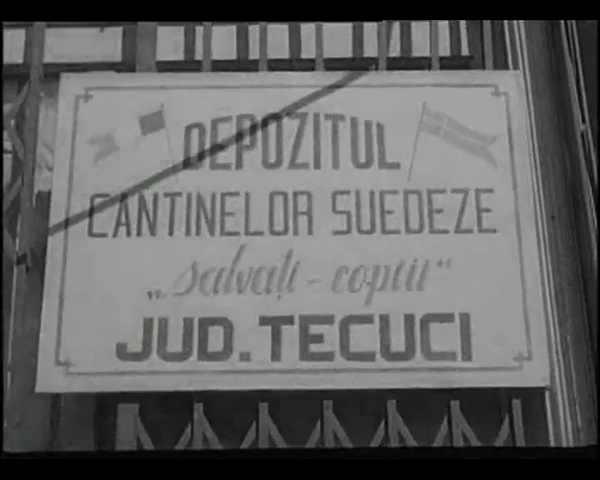 DEPOZITUL
CANTINELOR SUEDEZE
„Salvați-copiii“
JUD. TECUCI